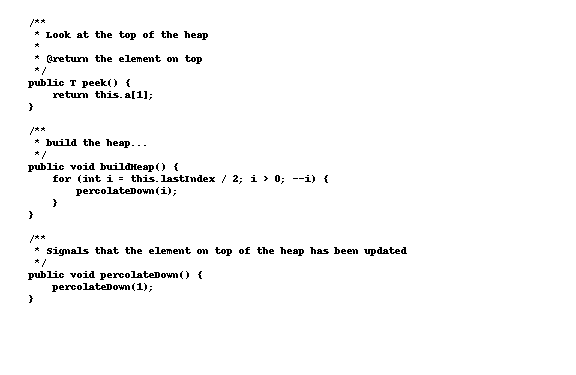 /**
 * Look at the top of the heap
 *
 * @return the element on top
 */
public T peek() {
    return this.a[1];
}

/**
 * build the heap...
 */
public void buildHeap() {
    for (int i = this.lastIndex / 2; i > 0; --i) {
        percolateDown(i);
    }
}

/**
 * Signals that the element on top of the heap has been updated
 */
public void percolateDown() {
    percolateDown(1);
}